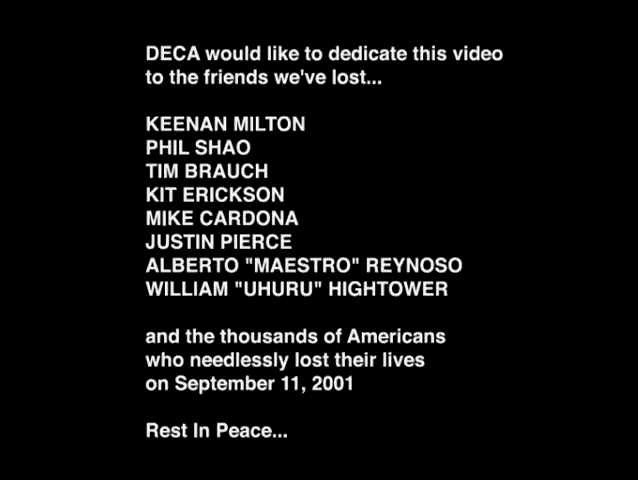 DECA would like to dedicate this video
to the friends we've lost...
KEENAN MILTON
PHIL SHAO
TIM BRAUCH
KIT ERICKSON
MIKE CARDONA
JUSTIN PIERCE
ALBERTO "MAESTRO" REYNOSO
WILLIAM "UHURU" HIGHTOWER
and the thousands of Americans
who needlessly lost their lives
on September 11, 2001
Rest In Peace...